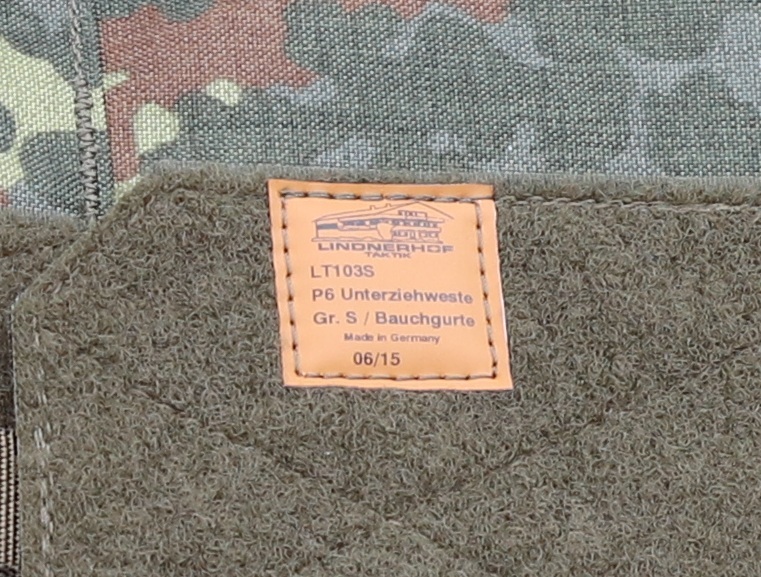 LINDNERHOF
TAKTIK
LT103S
P6 Unterziehweste
Gr. S / Bauchgurte
Made in Germany
06/15